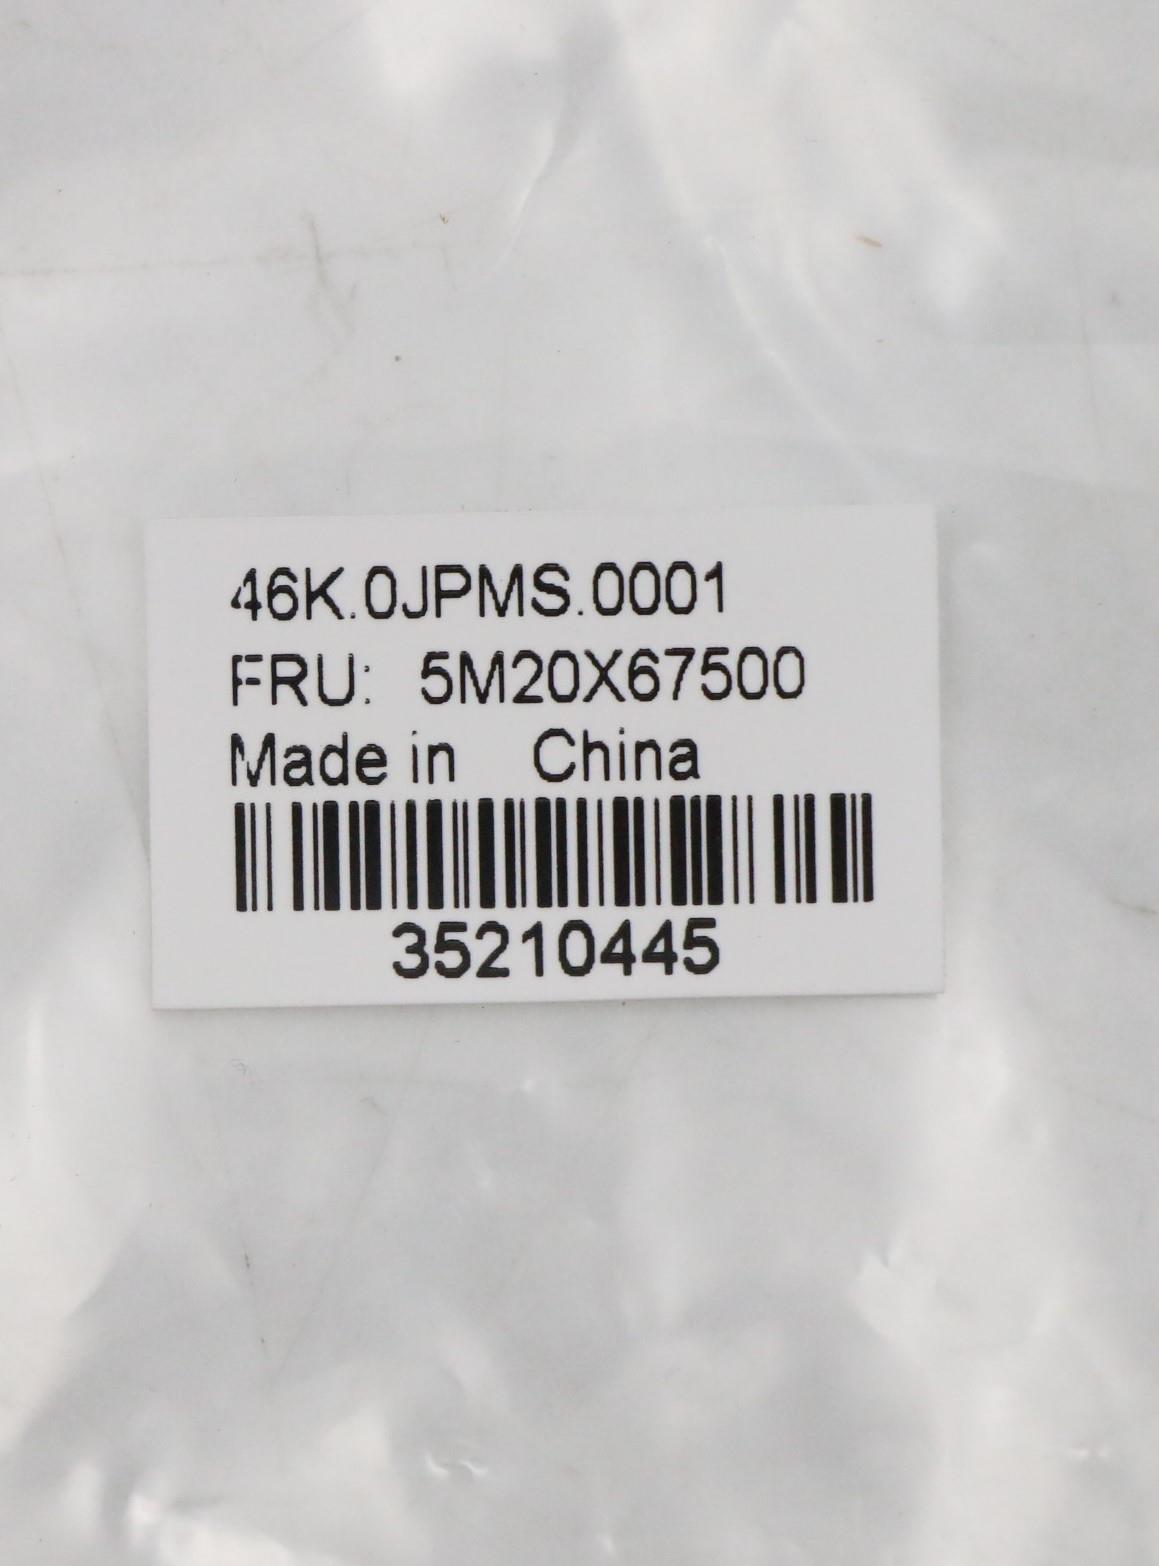 46K.0JPMS.0001
FRU: 5M20X67500
Made in China
35210445